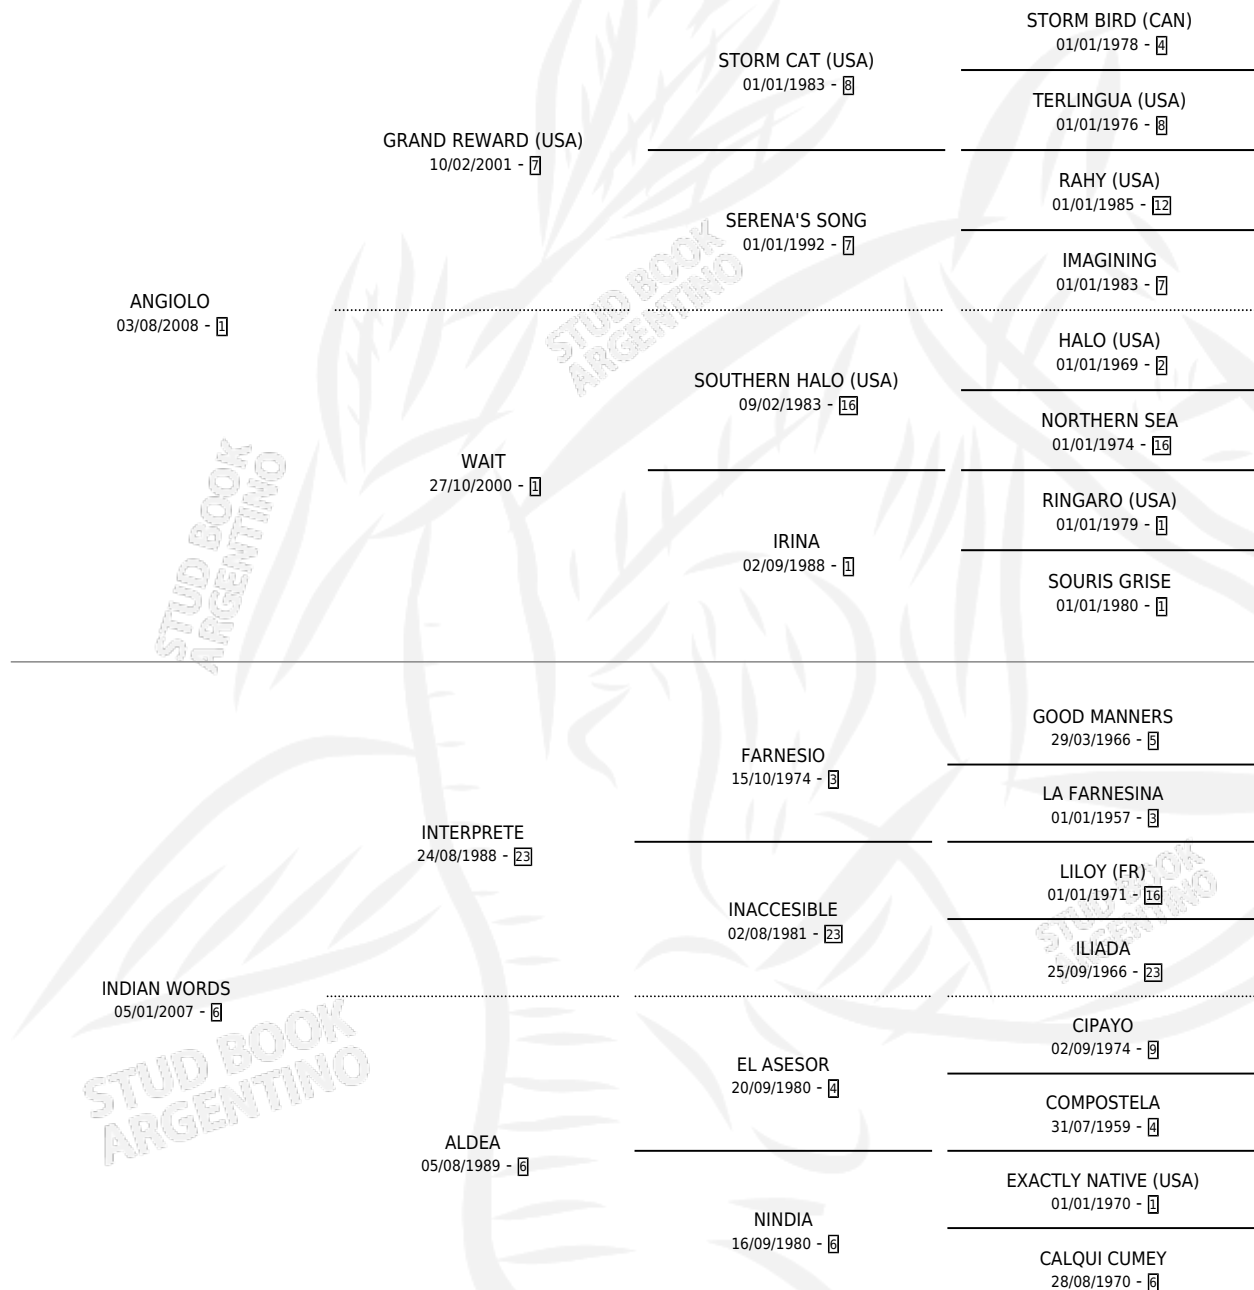 STORM BIRD (CAN)
01/01/1978 - 4
STORM CAT (USA)
01/01/1983 - 8
TERLINGUA (USA)
01/01/1976 - 8
GRAND REWARD (USA)
10/02/2001 - 7
RAHY (USA)
01/01/1985 - 12
SERENA'S SONG
01/01/1992 - 7
IMAGINING
01/01/1983 - 7
ANGIOLO
03/08/2008 - 1
HALO (USA)
01/01/1969 - 2
SOUTHERN HALO (USA)
09/02/1983 - 16
NORTHERN SEA
01/01/1974 - 16
WAIT
27/10/2000 - 1
RINGARO (USA)
01/01/1979 - 1
IRINA
02/09/1988 - 1
SOURIS GRISE
01/01/1980 - 1
GOOD MANNERS
29/03/1966 - 5
FARNESIO
15/10/1974 - 3
LA FARNESINA
01/01/1957 - 3
INTERPRETE
24/08/1988 - 23
LILOY (FR)
01/01/1971 - 16
INACCESIBLE
02/08/1981 - 23
ILIADA
25/09/1966 - 23
INDIAN WORDS
05/01/2007 - 6
CIPAYO
02/09/1974 - 9
EL ASESOR
20/09/1980 - 4
COMPOSTELA
31/07/1959 - 4
ALDEA
05/08/1989 - 6
EXACTLY NATIVE (USA)
01/01/1970 - 1
NINDIA
16/09/1980 - 6
CALQUI CUMEY
28/08/1970 - 6
STUD BOOK
ARGENTINO
STUD BOOK
ARGENTINO
STUD BOOK
ARGENTINO
STUD BOOK
ARGENTINO